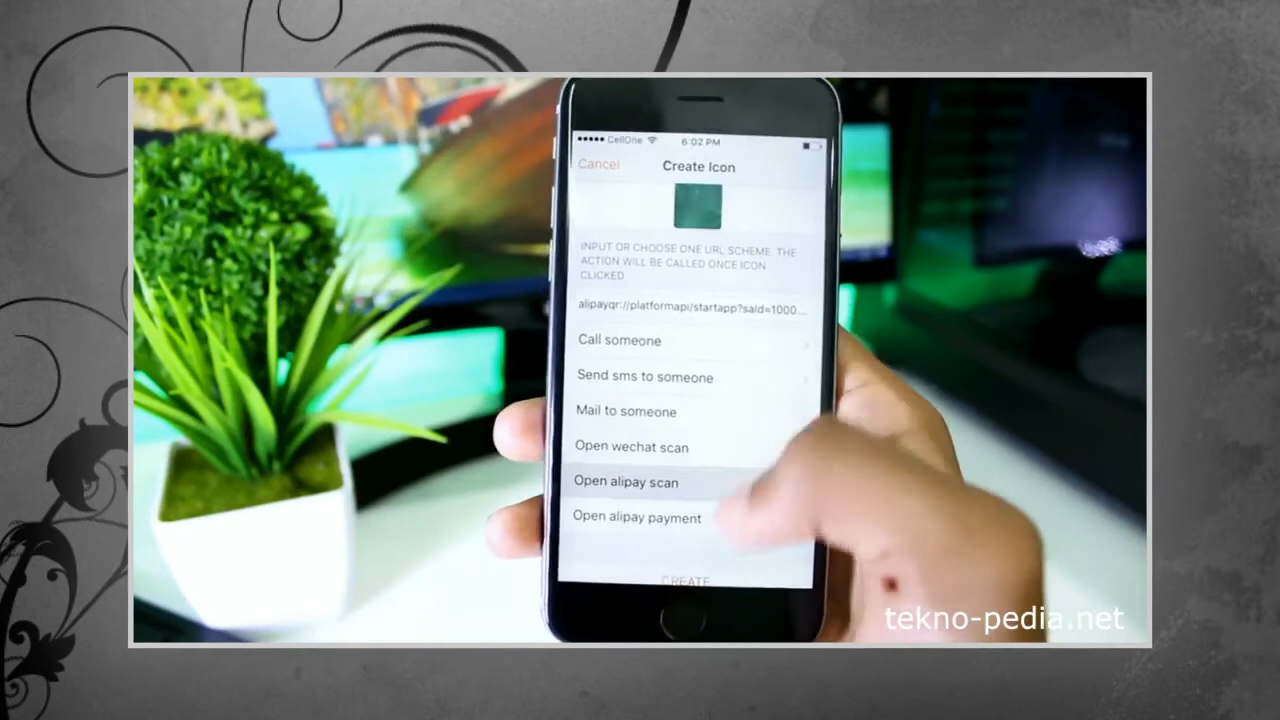 CellOne 6:02 PM
Cancel Create Icon
INPUT OR CHOOSE ONE URL SCHEME. THE
ACTION WILL BE CALLED ONCE ICON
CLICKED
alipayqr://platformapi/startapp?saId=1000...
Call someone
Send sms to someone
Mail to someone
Open wechat scan
Open alipay scan
Open alipay payment
CREATE
tekno-pedia.net